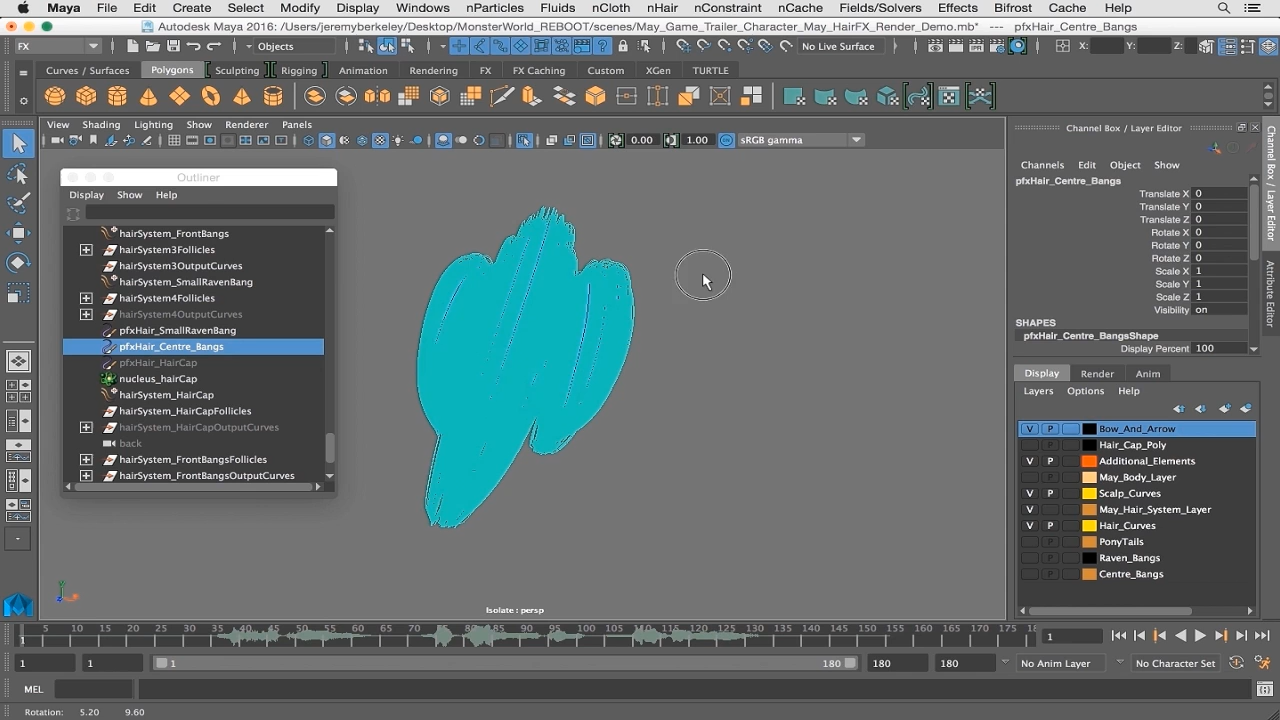 Maya File Edit Create Select Modify Display Windows nParticles Fluids nCloth nHair nConstraint nCache Fields/Solvers Effects Bifrost Cache Help
Autodesk Maya 2016: /Users/jeremyberkeley/Desktop/MonsterWorld_REBOOT/scenes/May_Game_Trailer_Character_May_HairFX_Render_Demo.mb* --- pfxHair_Centre_Bangs
FX Objects No Live Surface X: Y: Z:
Curves / Surfaces Polygons Sculpting Rigging Animation Rendering FX FX Caching Custom XGen TURTLE
View Shading Lighting Show Renderer Panels
0.00 1.00 sRGB gamma
Outliner
Display Show Help
hairSystem_FrontBangs
hairSystem3Follicles
hairSystem3OutputCurves
hairSystem_SmallRavenBang
hairSystem4Follicles
hairSystem4OutputCurves
pfxHair_SmallRavenBang
pfxHair_Centre_Bangs
pfxHair_HairCap
nucleus_hairCap
hairSystem_HairCap
hairSystem_HairCapFollicles
hairSystem_HairCapOutputCurves
back
hairSystem_FrontBangsFollicles
hairSystem_FrontBangsOutputCurves
Isolate : persp
Channel Box / Layer Editor
Channels Edit Object Show
pfxHair_Centre_Bangs
Translate X 0
Translate Y 0
Translate Z 0
Rotate X 0
Rotate Y 0
Rotate Z 0
Scale X 1
Scale Y 1
Scale Z 1
Visibility on
SHAPES
pfxHair_Centre_BangsShape
Display Percent 100
Display Render Anim
Layers Options Help
V P Bow_And_Arrow
P Hair_Cap_Poly
V P Additional_Elements
P May_Body_Layer
V P Scalp_Curves
V P May_Hair_System_Layer
V P Hair_Curves
P PonyTails
P Raven_Bangs
P Centre_Bangs
Channel Box / Layer Editor
Attribute Editor
1 5 10 15 20 25 30 35 40 45 50 55 60 65 70 75 80 85 90 95 100 105 110 115 120 125 130 135 140 145 150 155 160 165 170 175 18 1
1 1 1 180 180 180 No Anim Layer No Character Set
MEL
Rotation: 5.20 9.60